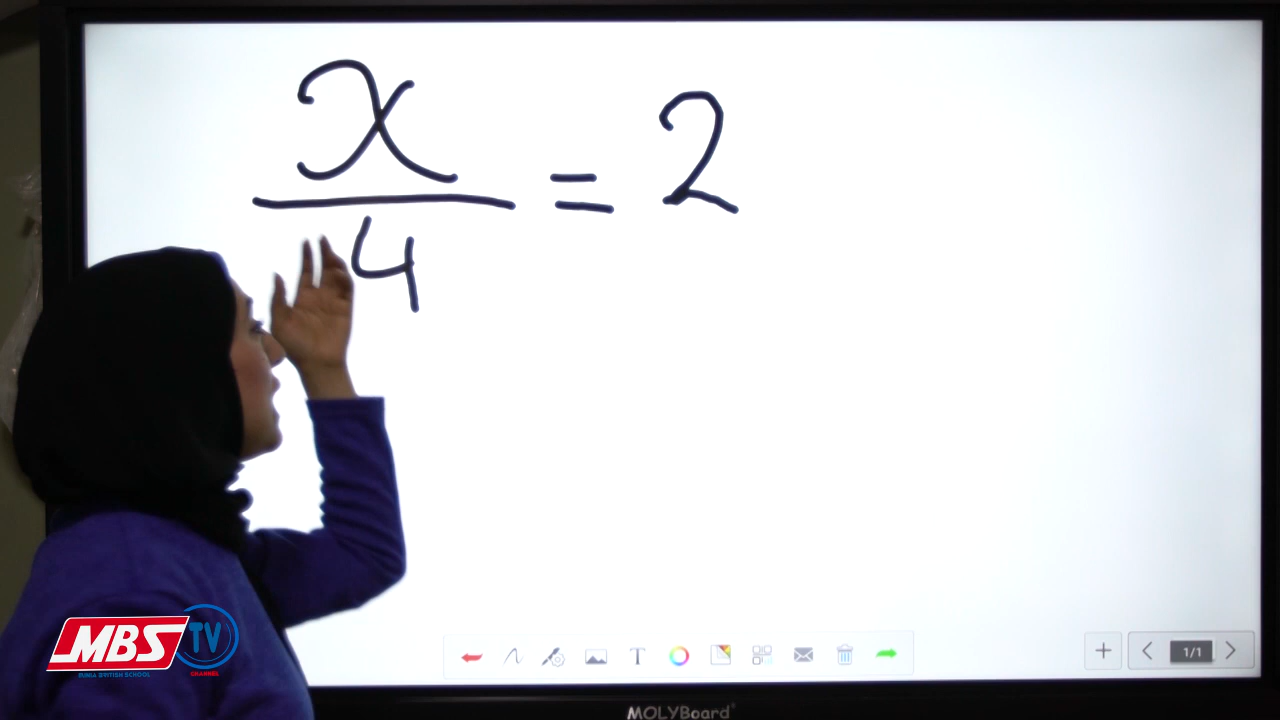 x/4 = 2
1/1
MBS TV
DUNIA BRITISH SCHOOL CHANNEL
MOLYBoard